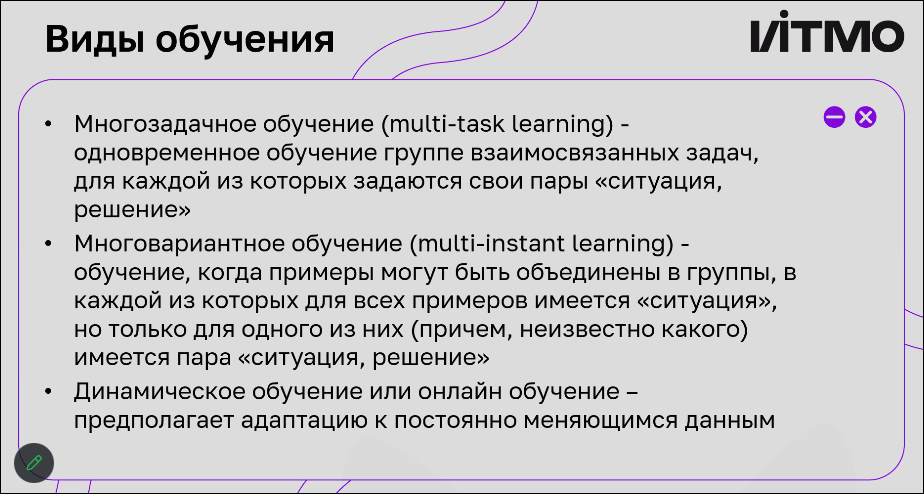 Виды обучения
ИTMO
• Многозадачное обучение (multi-task learning) -
одновременное обучение группе взаимосвязанных задач,
для каждой из которых задаются свои пары «ситуация,
решение»
• Многовариантное обучение (multi-instant learning) -
обучение, когда примеры могут быть объединены в группы, в
каждой из которых для всех примеров имеется «ситуация»,
но только для одного из них (причем, неизвестно какого)
имеется пара «ситуация, решение»
• Динамическое обучение или онлайн обучение –
предполагает адаптацию к постоянно меняющимся данным